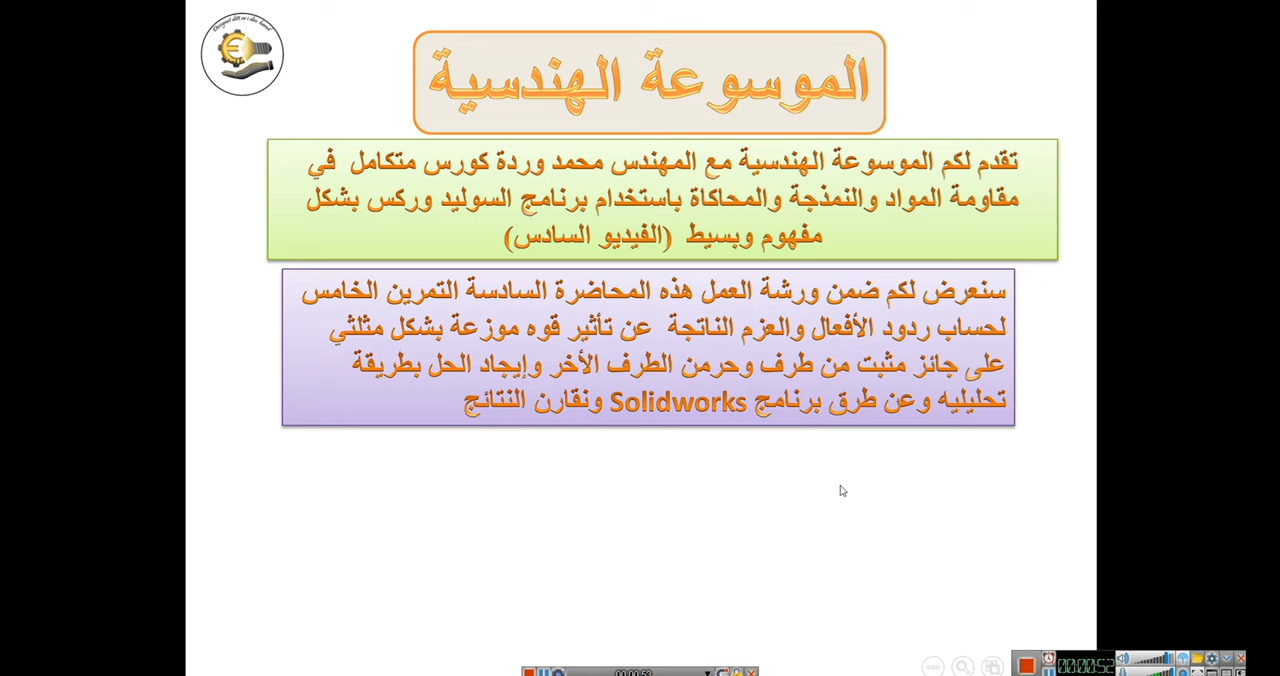 الموسوعة الهندسية
تقدم لكم الموسوعة الهندسية مع المهندس محمد وردة كورس متكامل في
مقاومة المواد والنمذجة والمحاكاة باستخدام برنامج السوليد وركس بشكل
مفهوم وبسيط (الفيديو السادس)
سنعرض لكم ضمن ورشة العمل هذه المحاضرة السادسة التمرين الخامس
لحساب ردود الأفعال والعزم الناتجة عن تأثير قوه موزعة بشكل مثلثي
على جائز مثبت من طرف وحرمن الطرف الأخر وإيجاد الحل بطريقة
تحليليه وعن طرق برنامج Solidworks ونقارن النتائج
00:00:52